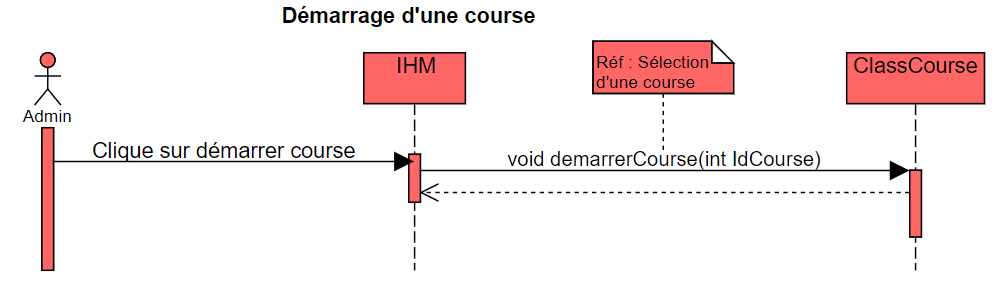 Démarrage d'une course
Admin
IHM
Réf : Sélection
d'une course
ClassCourse
Clique sur démarrer course
void demarrerCourse(int IdCourse)